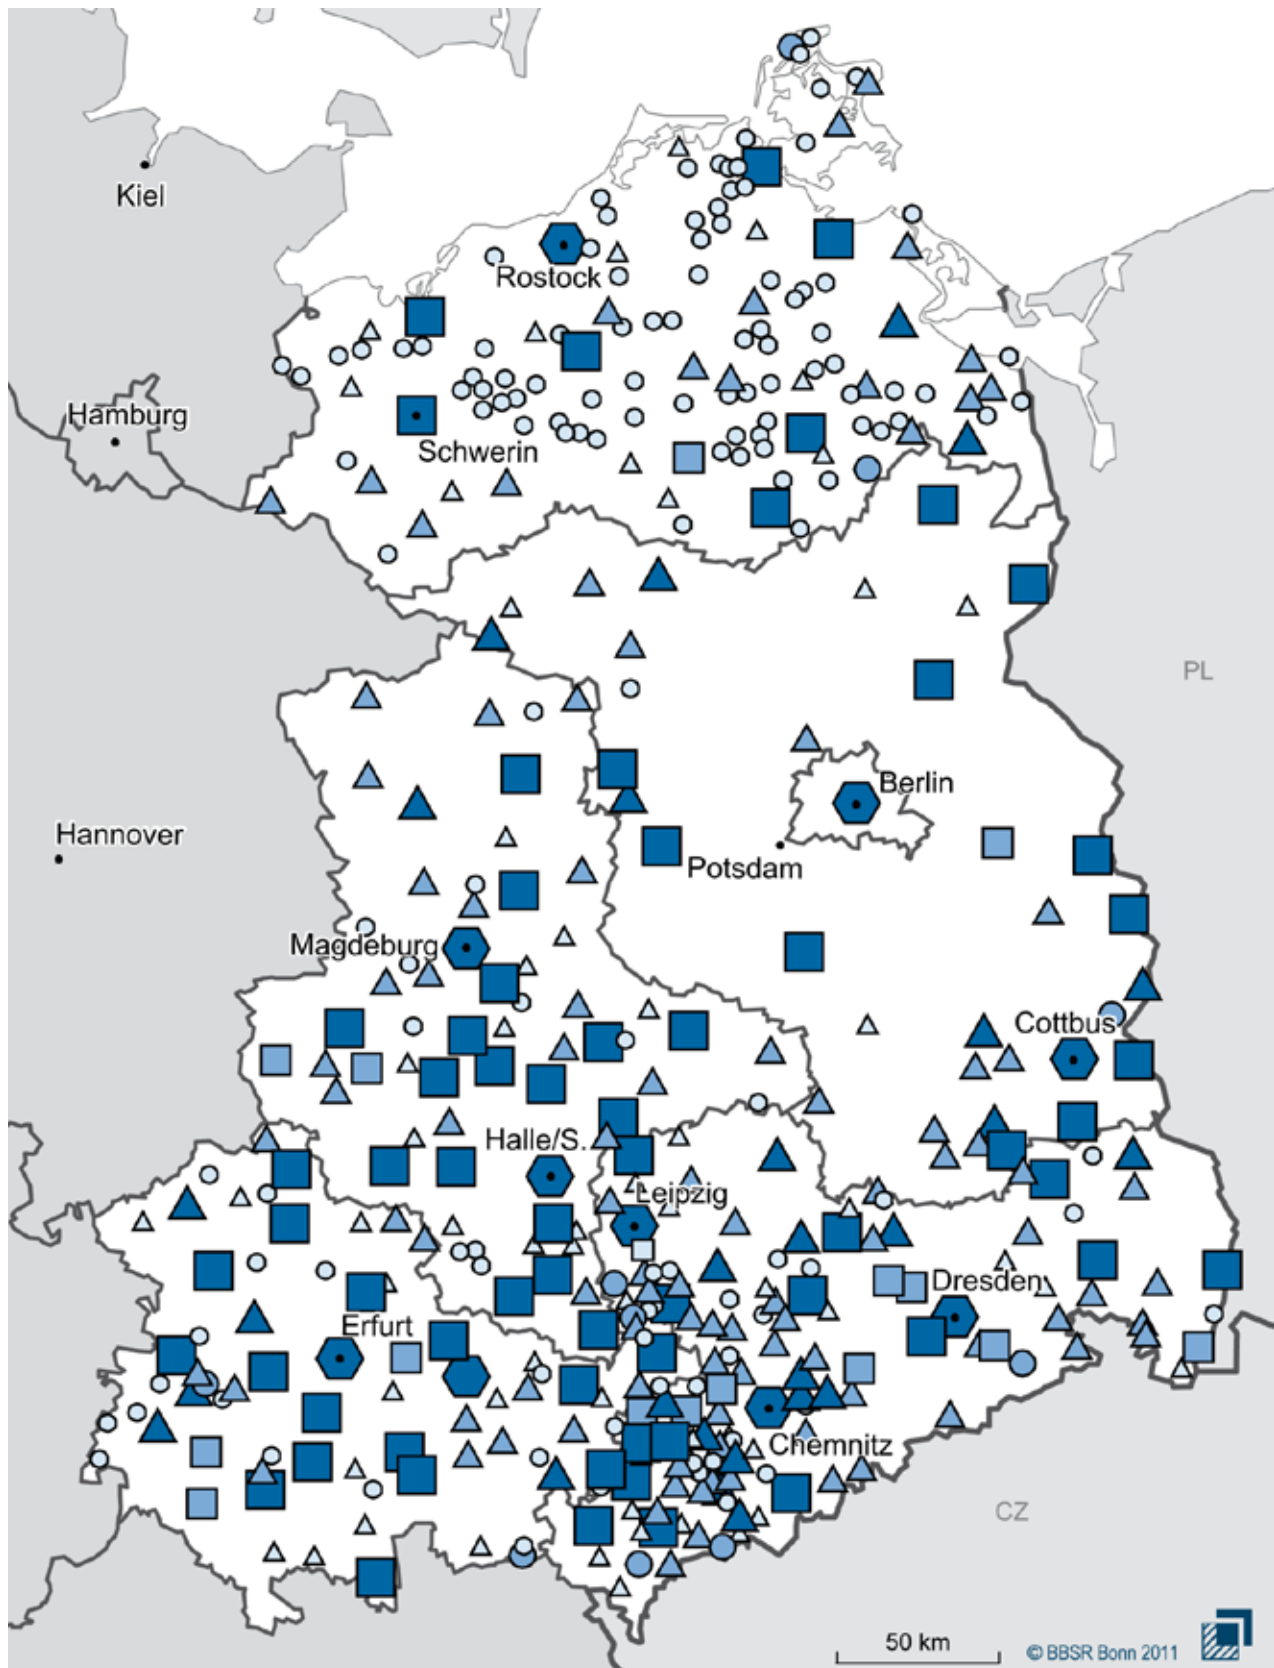 Kiel
Rostock
Hamburg
Schwerin
PL
Berlin
Hannover
Potsdam
Magdeburg
Cottbus
Halle/S.
Leipzig
Dresden
Erfurt
Chemnitz
CZ
50 km
© BBSR Bonn 2011